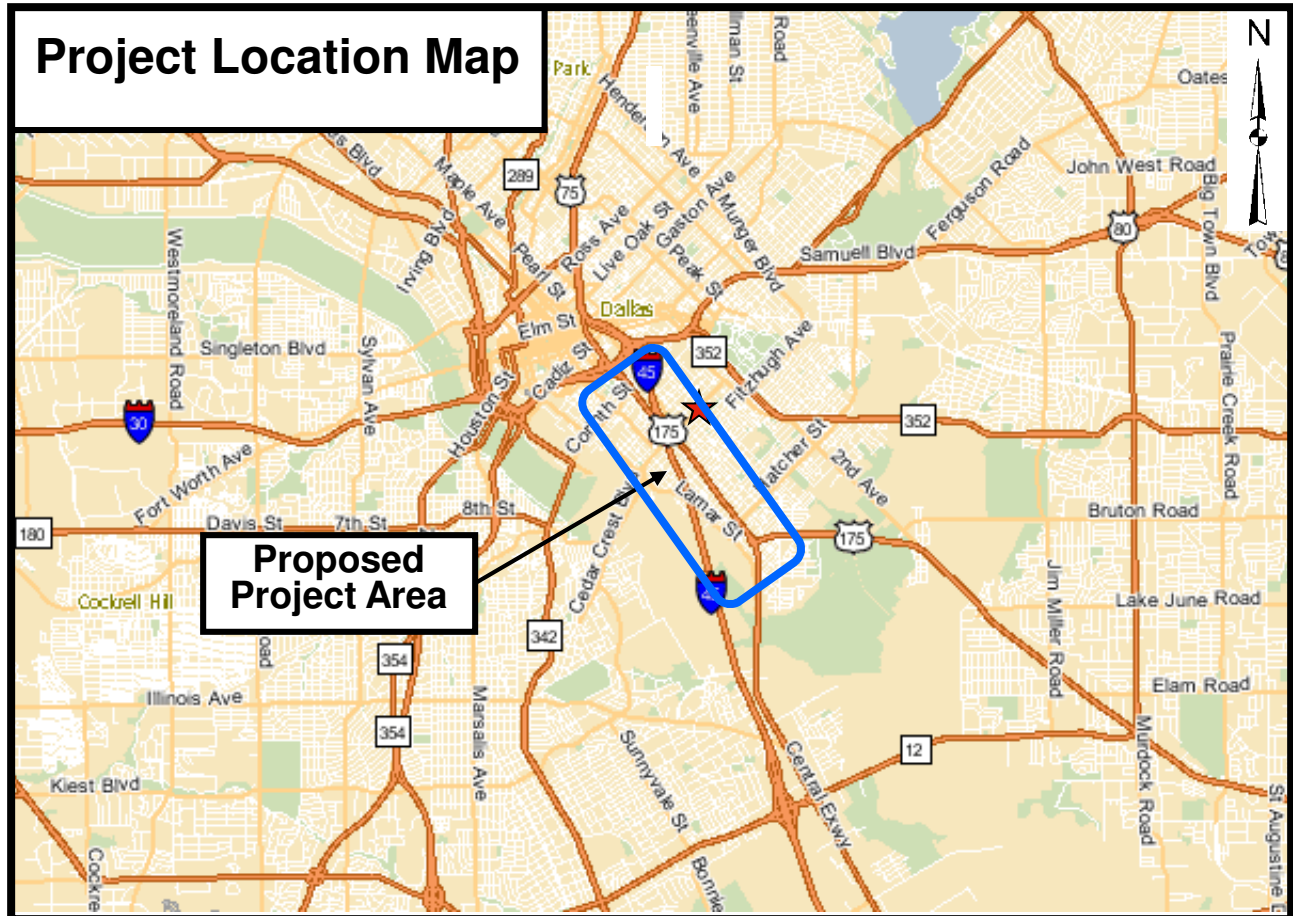 Project Location Map
N
Park
Road
Oates
Henderson Ave
John West Road
Big Town Blvd
289
75
Maple Ave
Gaston Ave
Munger Blvd
Ferguson Road
80
Westmoreland Road
Irving Blvd
Pearl St
Ross Ave
Live Oak St
Peak St
Samuell Blvd
Dallas
Elm St
Singleton Blvd
Sylvan Ave
Cadiz St
352
Fitzhugh Ave
Prairie Creek Road
45
Houston St
Corinth St
30
175
352
Fort Worth Ave
Hatcher St
2nd Ave
Lamar St
180
Davis St
7th St
8th St
Cedar Crest Blvd
Bruton Road
175
Proposed
Project Area
Cockrell Hill
Jim Miller Road
Lake June Road
342
354
Illinois Ave
Marsalis Ave
Elam Road
354
Sunnyvale St
Central Expwy
12
Murdock Road
Kiest Blvd
St Augustine
Bonnie
Cockre